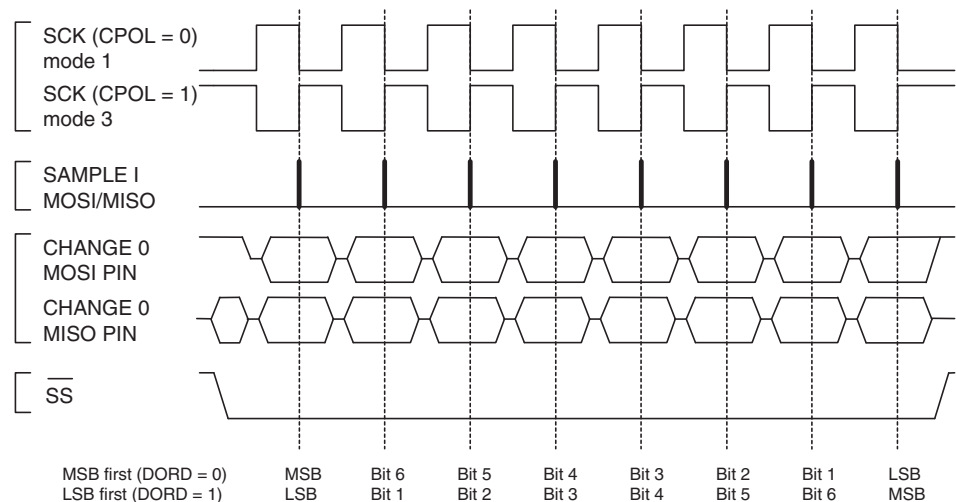 SCK (CPOL = 0)
mode 1
SCK (CPOL = 1)
mode 3
SAMPLE I
MOSI/MISO
CHANGE 0
MOSI PIN
CHANGE 0
MISO PIN
SS
MSB first (DORD = 0) MSB Bit 6 Bit 5 Bit 4 Bit 3 Bit 2 Bit 1 LSB
LSB first (DORD = 1) LSB Bit 1 Bit 2 Bit 3 Bit 4 Bit 5 Bit 6 MSB